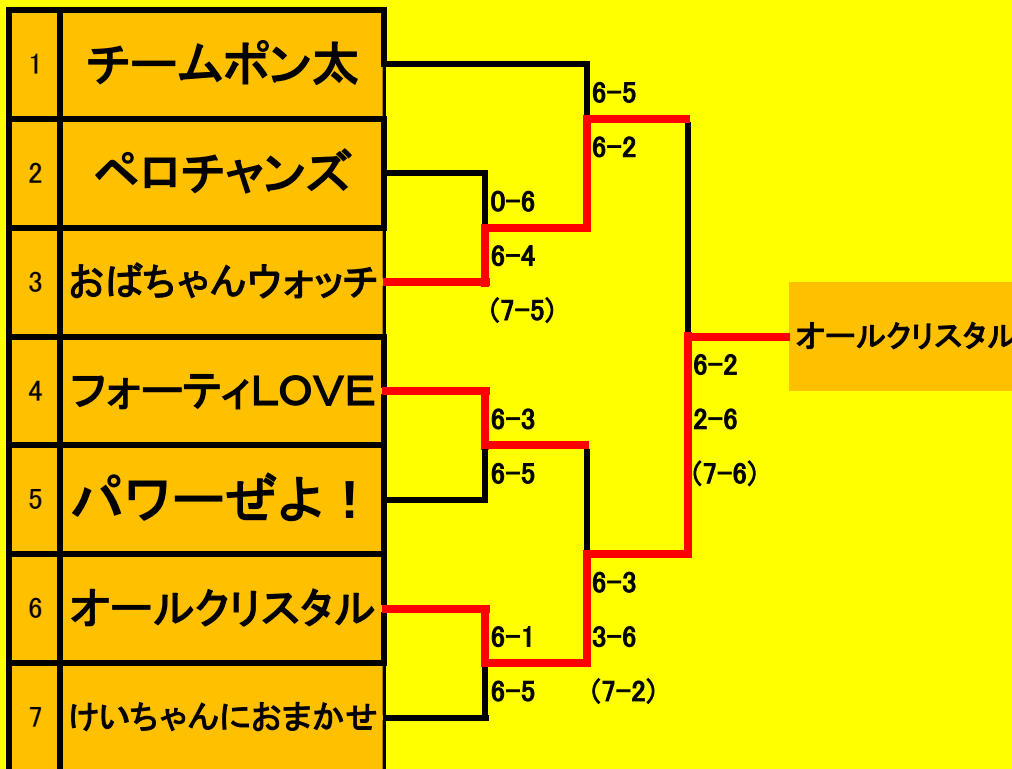 1
チームポン太
2
ペロチャンズ
3
おばちゃんウォッチ
4
フォーティLOVE
5
パワーぜよ！
6
オールクリスタル
7
けいちゃんにおまかせ
6-5
6-2
0-6
6-4
(7-5)
6-3
6-5
6-1
6-5
6-3
3-6
(7-2)
6-2
2-6
(7-6)
オールクリスタル